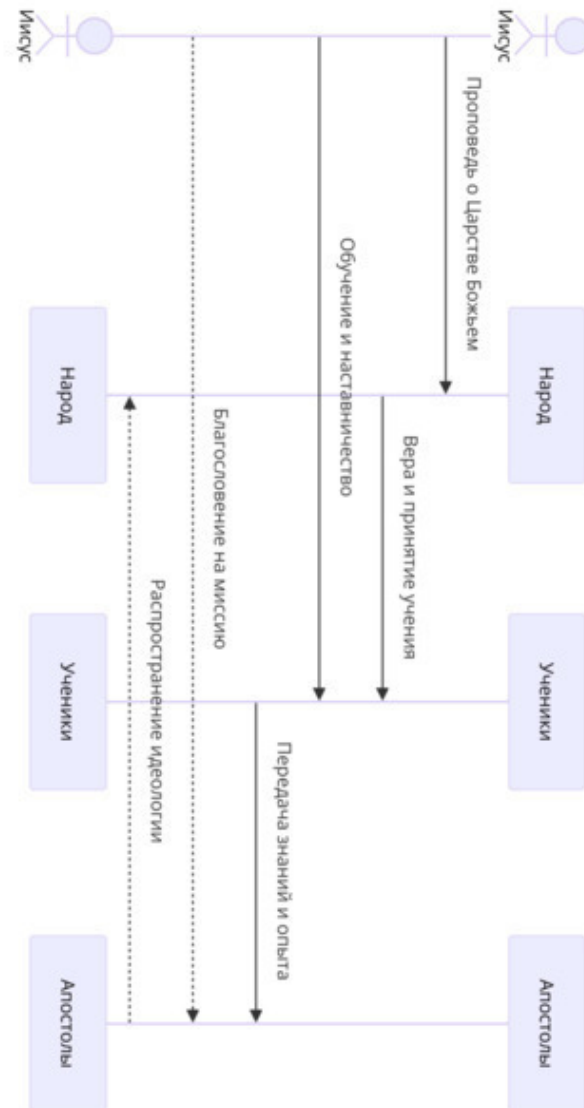 Иисус
Народ
Ученики
Апостолы
Проповедь о Царстве Божьем
Вера и принятие учения
Обучение и наставничество
Передача знаний и опыта
Благословение на миссию
Распространение идеологии
Иисус
Народ
Ученики
Апостолы